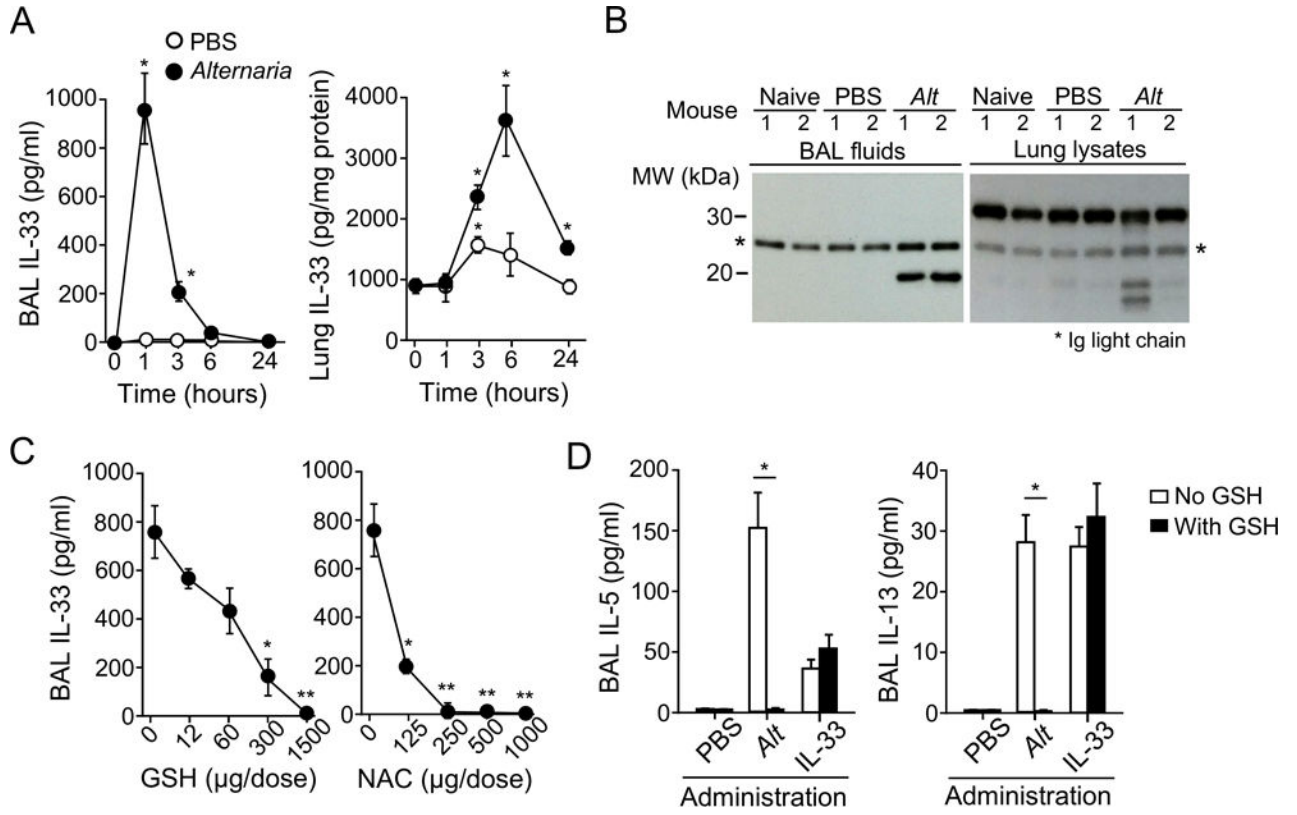 A
PBS
Alternaria
BAL IL-33 (pg/ml)
1000
800
600
400
200
0
*
*
0 1 3 6 24
Time (hours)
Lung IL-33 (pg/mg protein)
4000
3000
2000
1000
0
*
*
*
*
0 1 3 6 24
Time (hours)
B
Mouse
Naive PBS Alt
1 2 1 2 1 2
BAL fluids
Naive PBS Alt
1 2 1 2 1 2
Lung lysates
MW (kDa)
30
*
20
*
* Ig light chain
C
BAL IL-33 (pg/ml)
1000
800
600
400
200
0
*
**
0 12 60 300 1500
GSH (µg/dose)
1000
800
600
400
200
0
*
** ** **
0 125 250 500 1000
NAC (µg/dose)
D
BAL IL-5 (pg/ml)
200
150
100
50
0
*
PBS Alt IL-33
Administration
BAL IL-13 (pg/ml)
40
30
20
10
0
*
PBS Alt IL-33
Administration
No GSH
With GSH